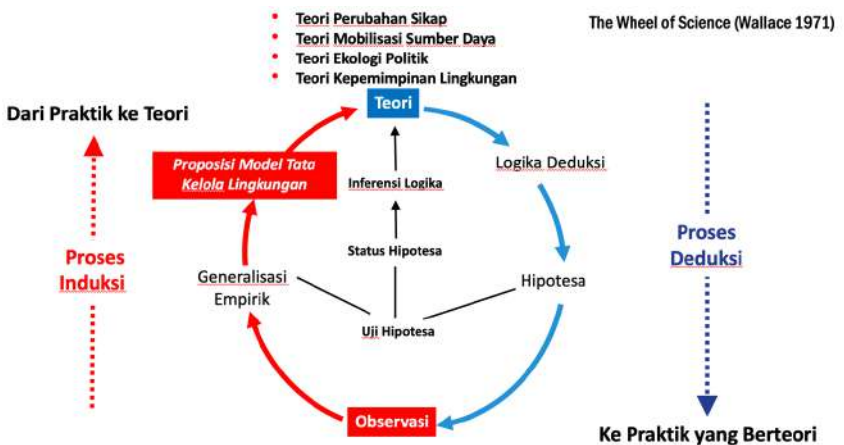 Teori Perubahan Sikap
Teori Mobilisasi Sumber Daya
Teori Ekologi Politik
Teori Kepemimpinan Lingkungan
The Wheel of Science (Wallace 1971)
Dari Praktik ke Teori
Teori
Proposisi Model Tata
Kelola Lingkungan
Inferensi Logika
Logika Deduksi
Proses
Induksi
Status Hipotesa
Generalisasi
Empirik
Hipotesa
Proses
Deduksi
Uji Hipotesa
Observasi
Ke Praktik yang Berteori